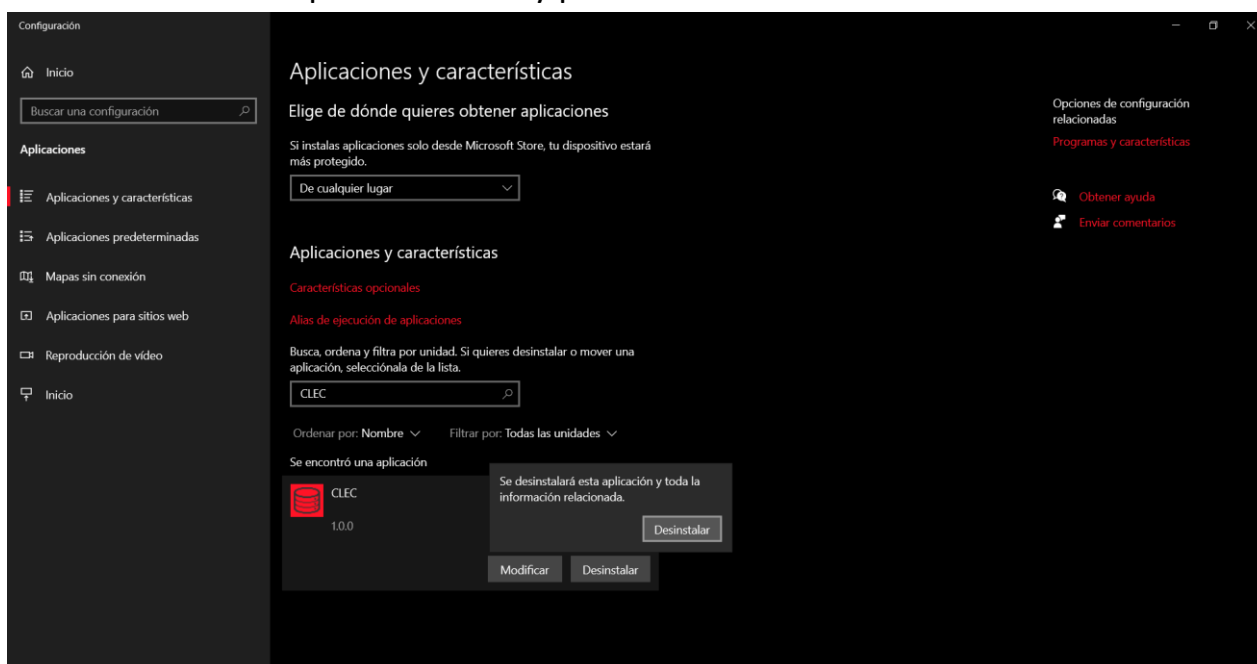 Configuración
Inicio
Buscar una configuración
Aplicaciones
Aplicaciones y características
Aplicaciones predeterminadas
Mapas sin conexión
Aplicaciones para sitios web
Reproducción de vídeo
Inicio
Aplicaciones y características
Elige de dónde quieres obtener aplicaciones
Si instalas aplicaciones solo desde Microsoft Store, tu dispositivo estará
más protegido.
De cualquier lugar
Aplicaciones y características
Características opcionales
Alias de ejecución de aplicaciones
Busca, ordena y filtra por unidad. Si quieres desinstalar o mover una
aplicación, selecciónala de la lista.
CLEC
Ordenar por: Nombre Filtrar por: Todas las unidades
Se encontró una aplicación
CLEC
1.0.0
Se desinstalará esta aplicación y toda la
información relacionada.
Desinstalar
Modificar Desinstalar
Opciones de configuración
relacionadas
Programas y características
Obtener ayuda
Enviar comentarios